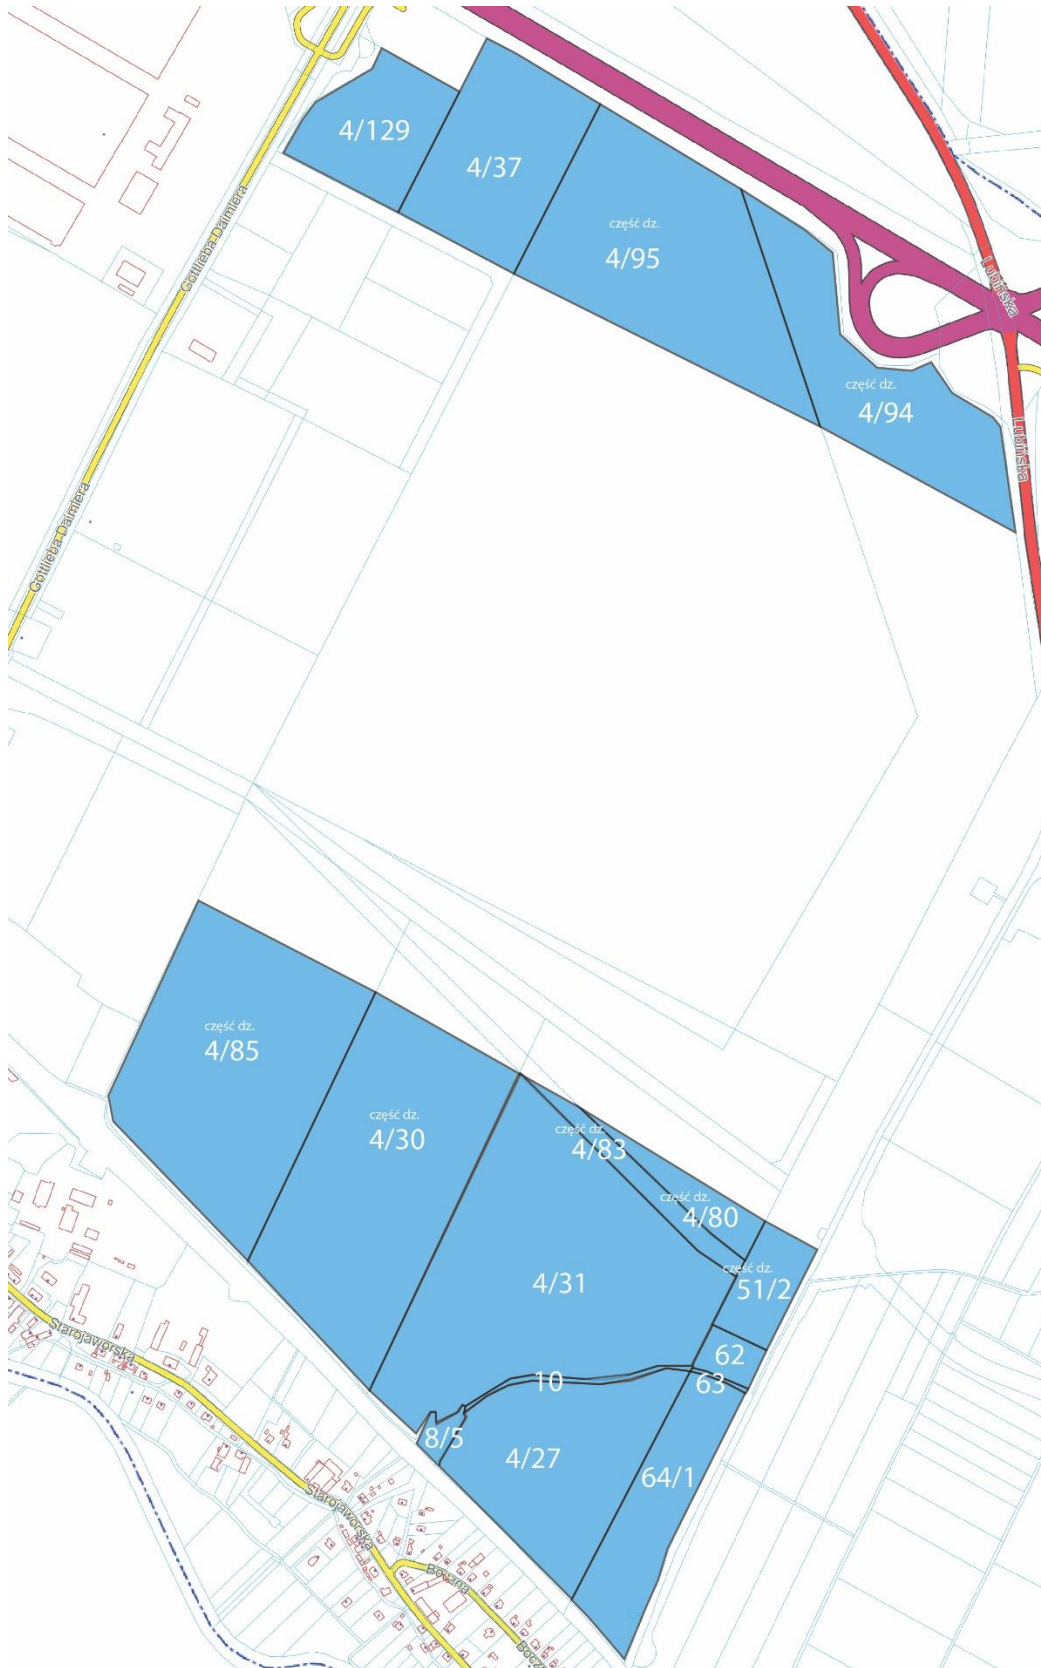 4/129
4/37
część dz.
4/95
Gottlieba-Daimlera
Lubińska
część dz.
4/94
Lubińska
Gottlieba-Daimlera
część dz.
4/85
część dz.
4/30
część dz.
4/83
część dz.
4/80
część dz.
51/2
4/31
Starojaworska
62
63
10
8/5
4/27
64/1
Starojaworska
Boczna